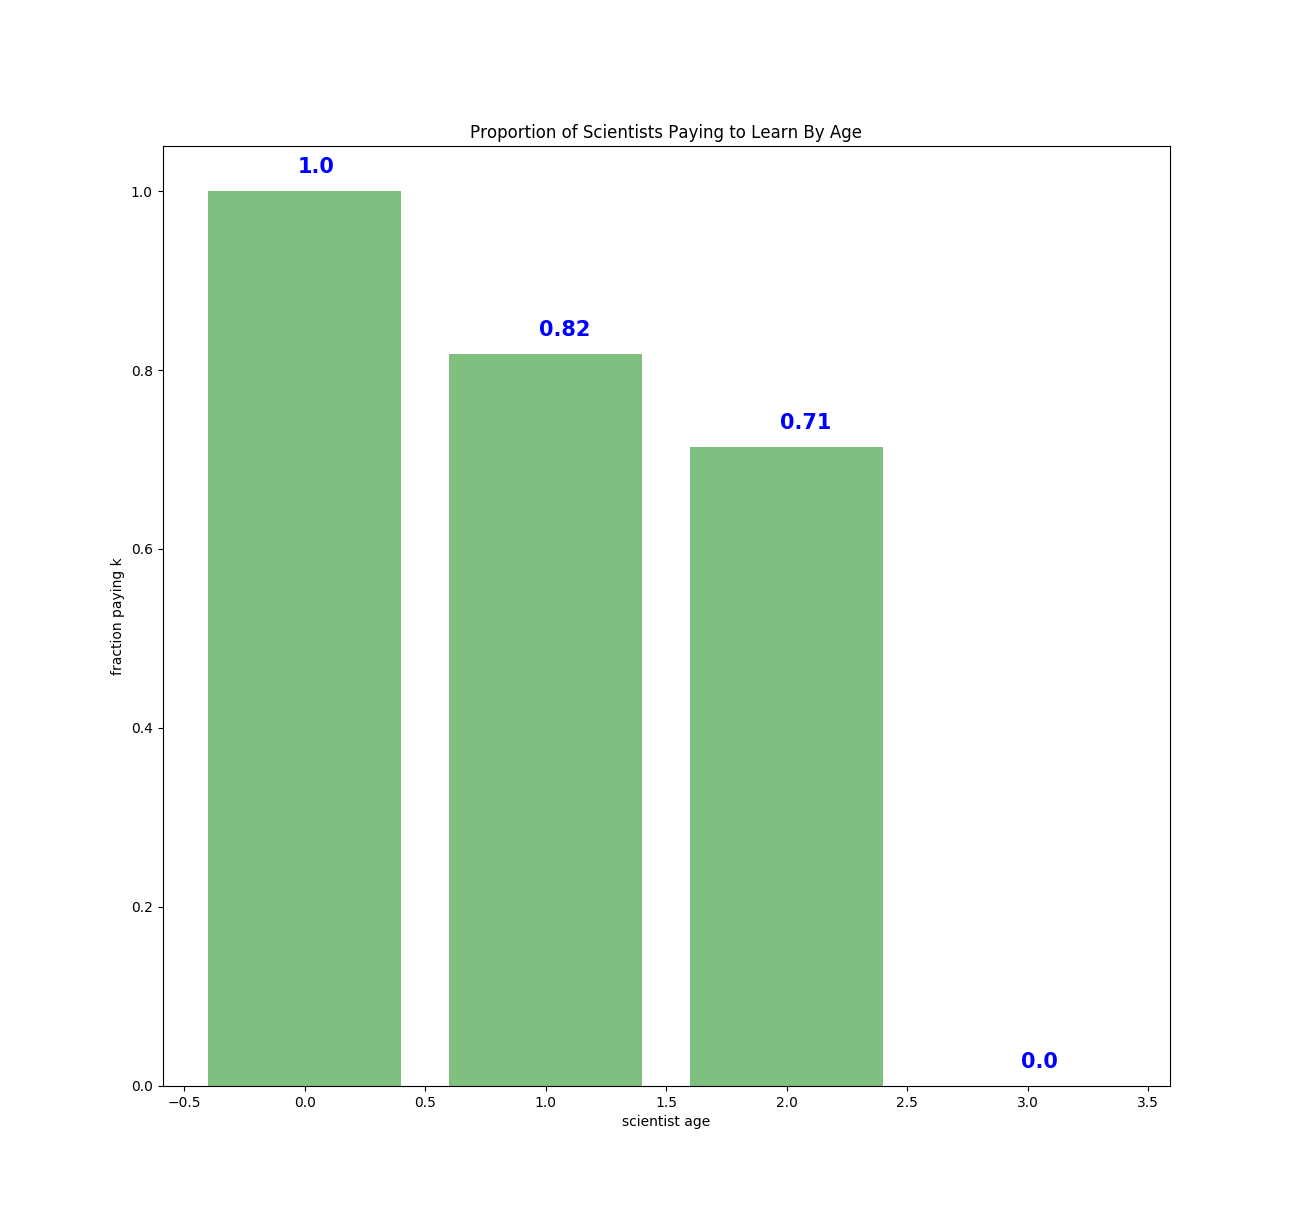 Proportion of Scientists Paying to Learn By Age
1.0
0.82
0.71
0.0
1.0
0.8
0.6
0.4
0.2
0.0
fraction paying k
−0.5 0.0 0.5 1.0 1.5 2.0 2.5 3.0 3.5
scientist age